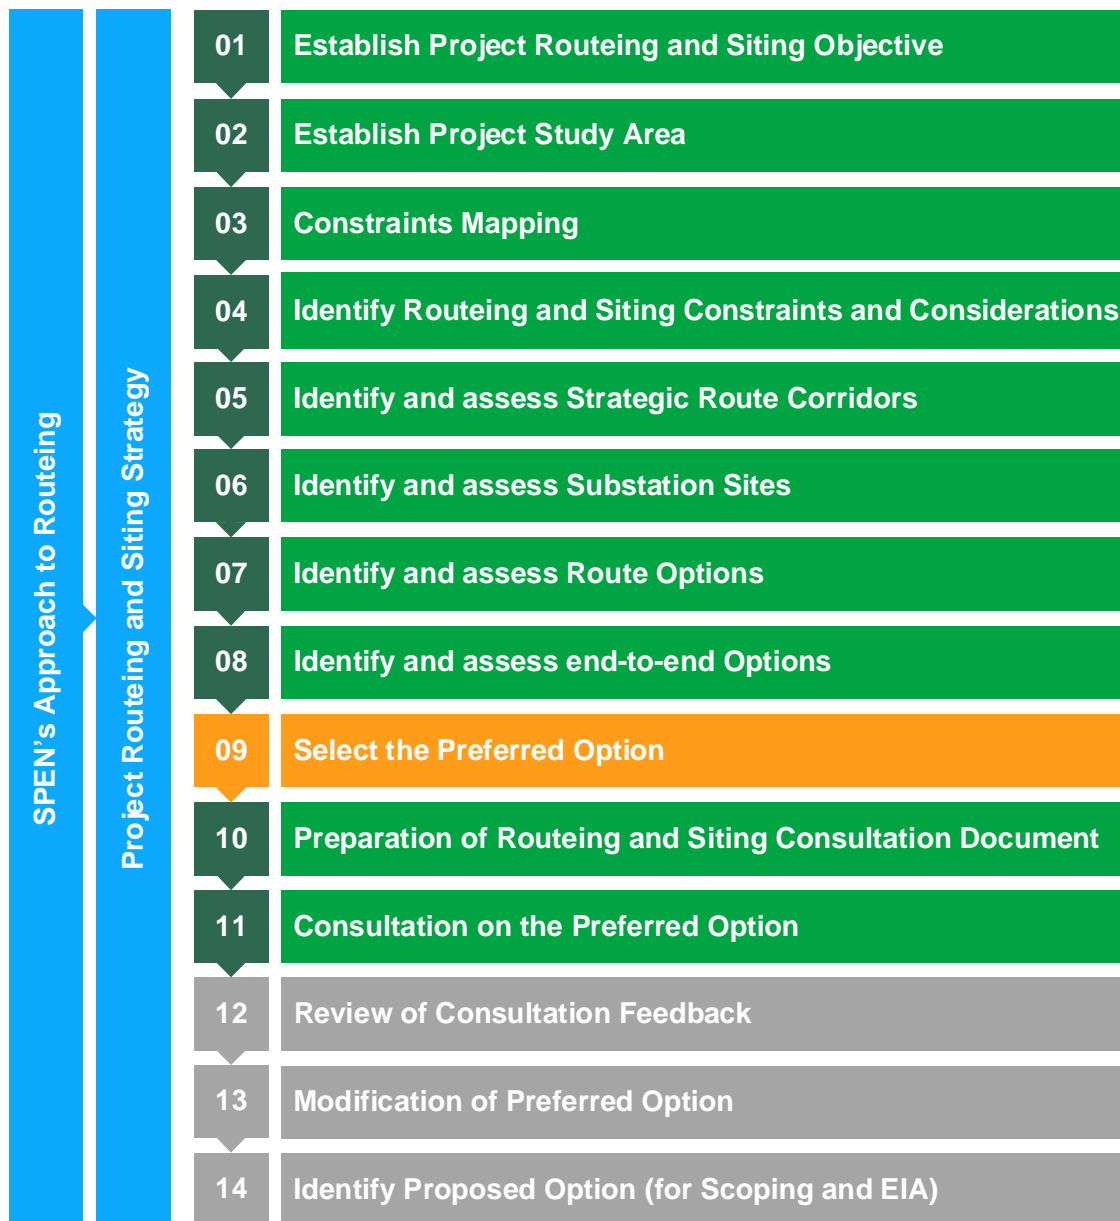 SPEN's Approach to Routeing
Project Routeing and Siting Strategy
01 Establish Project Routeing and Siting Objective
02 Establish Project Study Area
03 Constraints Mapping
04 Identify Routeing and Siting Constraints and Considerations
05 Identify and assess Strategic Route Corridors
06 Identify and assess Substation Sites
07 Identify and assess Route Options
08 Identify and assess end-to-end Options
09 Select the Preferred Option
10 Preparation of Routeing and Siting Consultation Document
11 Consultation on the Preferred Option
12 Review of Consultation Feedback
13 Modification of Preferred Option
14 Identify Proposed Option (for Scoping and EIA)